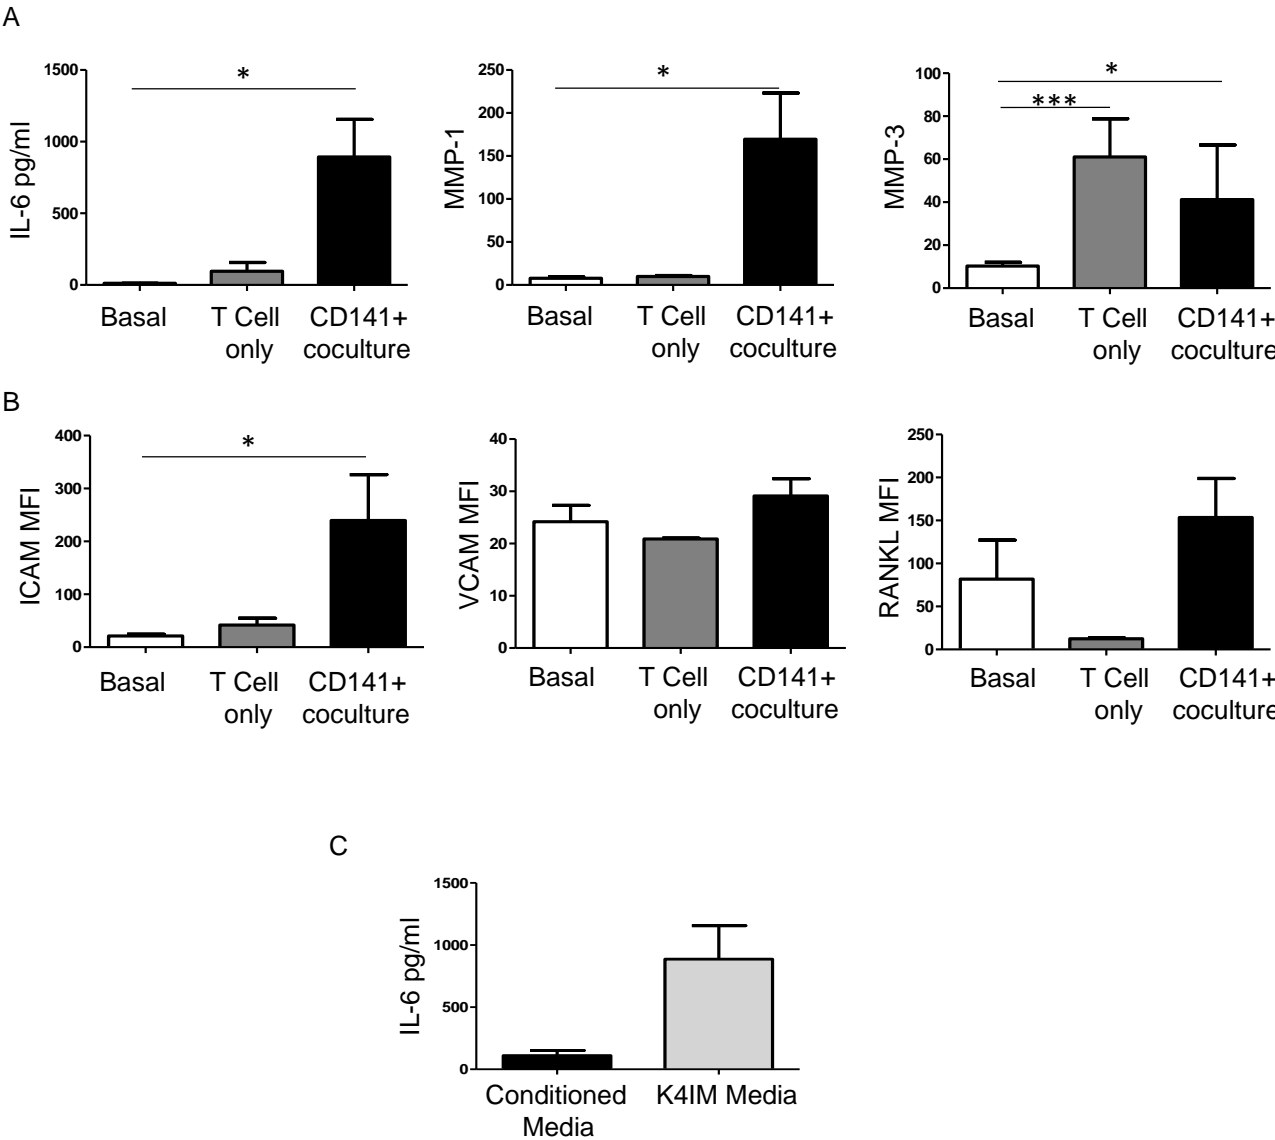 A
IL-6 pg/ml
1500
1000
500
0
*
Basal
T Cell
only
CD141+
coculture
MMP-1
250
200
150
100
50
0
*
Basal
T Cell
only
CD141+
coculture
MMP-3
100
80
60
40
20
0
*
***
Basal
T Cell
only
CD141+
coculture
B
ICAM MFI
400
300
200
100
0
*
Basal
T Cell
only
CD141+
coculture
VCAM MFI
40
30
20
10
0
Basal
T Cell
only
CD141+
coculture
RANKL MFI
250
200
150
100
50
0
Basal
T Cell
only
CD141+
coculture
C
IL-6 pg/ml
1500
1000
500
0
Conditioned
Media
K4IM Media